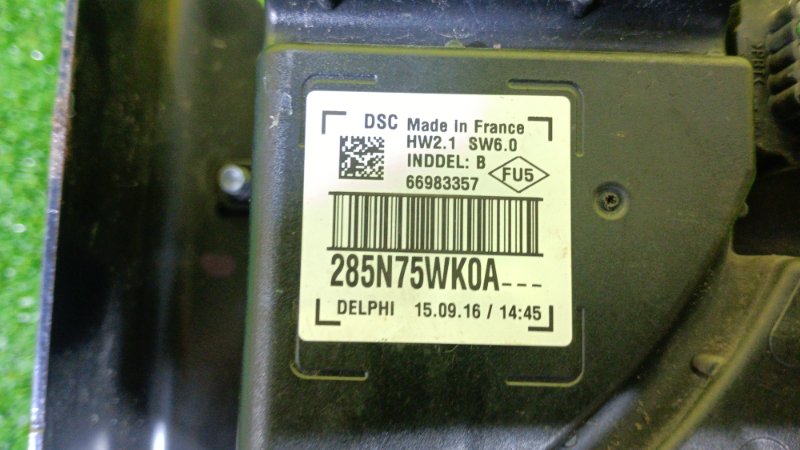 DSC Made In France
HW2.1 SW6.0
INDDEL: B
FU5
66983357
285N75WK0A---
DELPHI 15.09.16 / 14:45